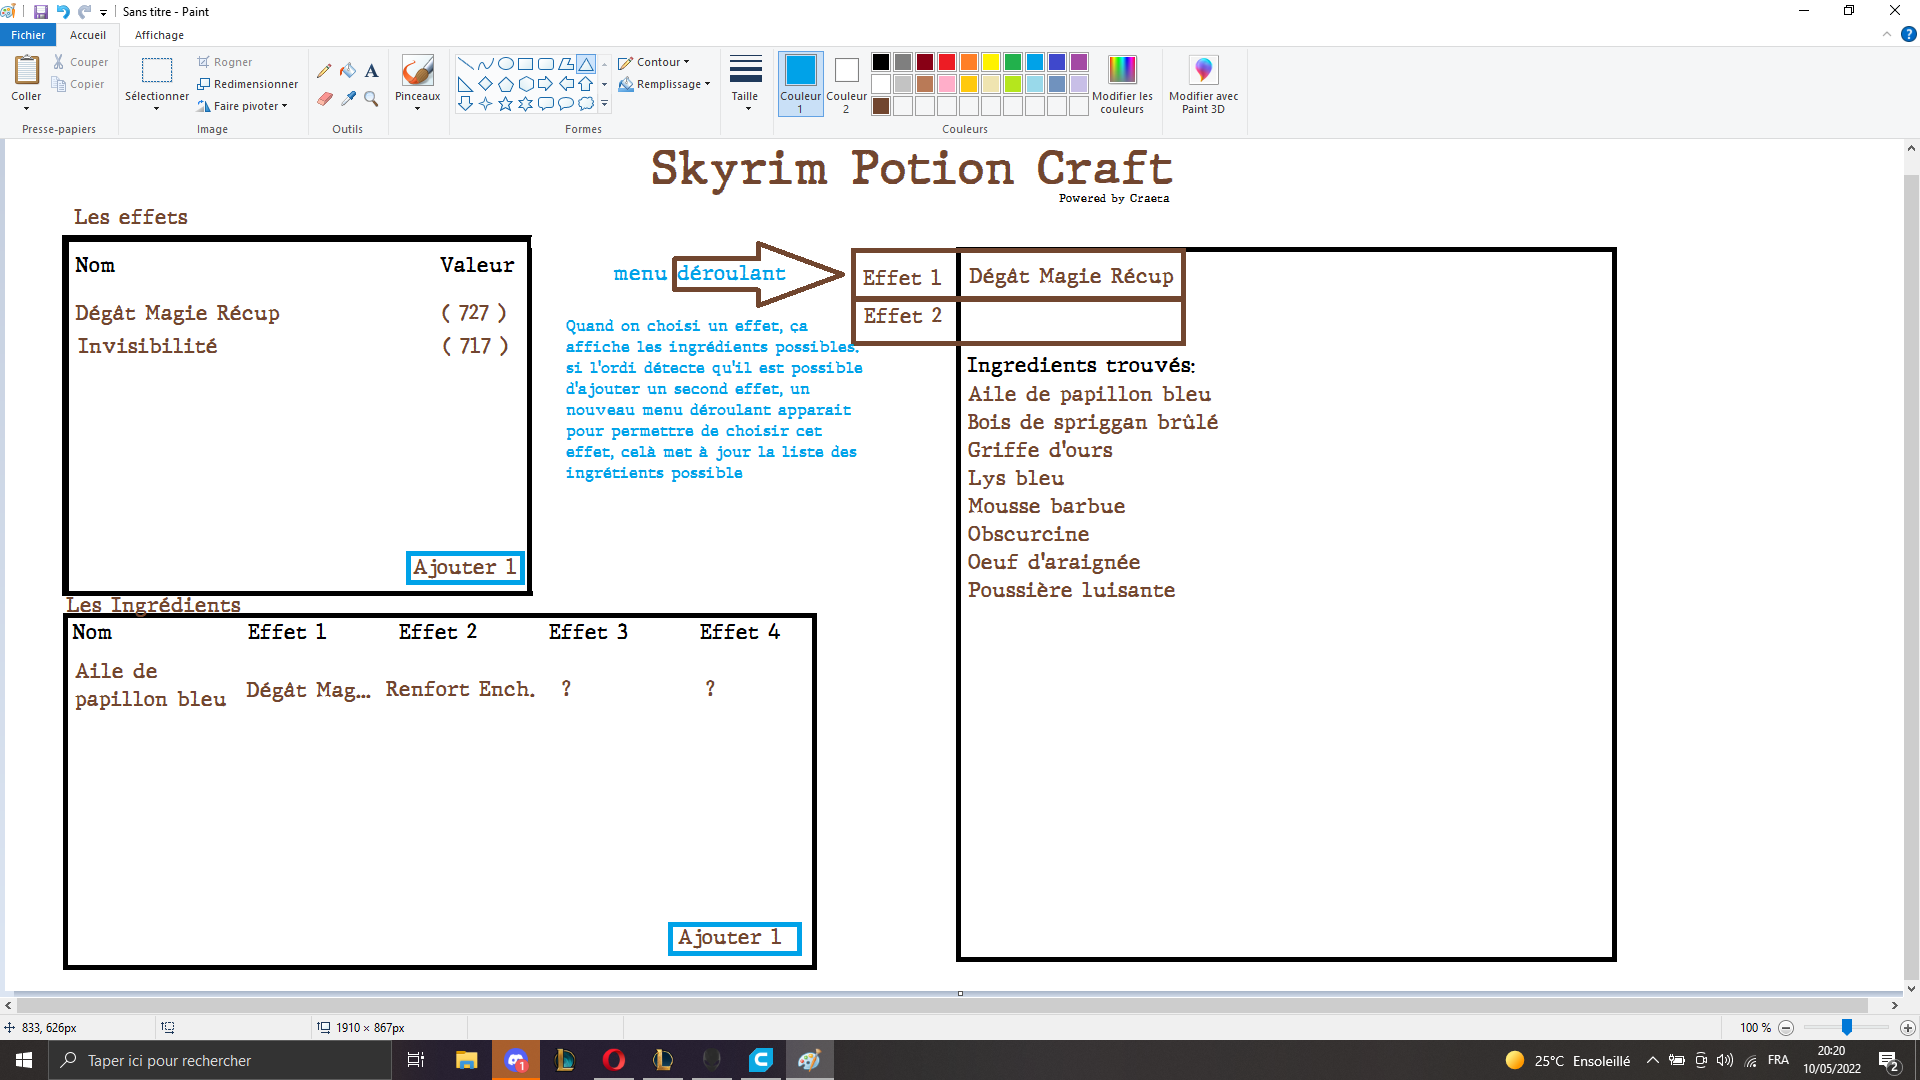 Sans titre - Paint
Fichier
Accueil
Affichage
Coller
Couper
Copier
Presse-papiers
Sélectionner
Rogner
Redimensionner
Faire pivoter
Image
Outils
Pinceaux
Contour
Remplissage
Formes
Taille
Couleur
1
Couleur
2
Couleurs
Modifier les
couleurs
Modifier avec
Paint 3D
Skyrim Potion Craft
Powered by Craeta
Les effets
Nom Valeur
Dégât Magie Récup ( 727 )
Invisibilité ( 717 )
Ajouter 1
menu déroulant
Quand on choisi un effet, ça
affiche les ingrédients possibles.
si l'ordi détecte qu'il est possible
d'ajouter un second effet, un
nouveau menu déroulant apparait
pour permettre de choisir cet
effet, celà met à jour la liste des
ingrétients possible
Effet 1 Dégât Magie Récup
Effet 2
Ingredients trouvés:
Aile de papillon bleu
Bois de spriggan brûlé
Griffe d'ours
Lys bleu
Mousse barbue
Obscurcine
Oeuf d'araignée
Poussière luisante
Les Ingrédients
Nom Effet 1 Effet 2 Effet 3 Effet 4
Aile de
papillon bleu Dégât Mag... Renfort Ench. ? ?
Ajouter 1
833, 626px
1910 × 867px
100 %
Taper ici pour rechercher
1
25°C Ensoleillé
FRA
20:20
10/05/2022
2